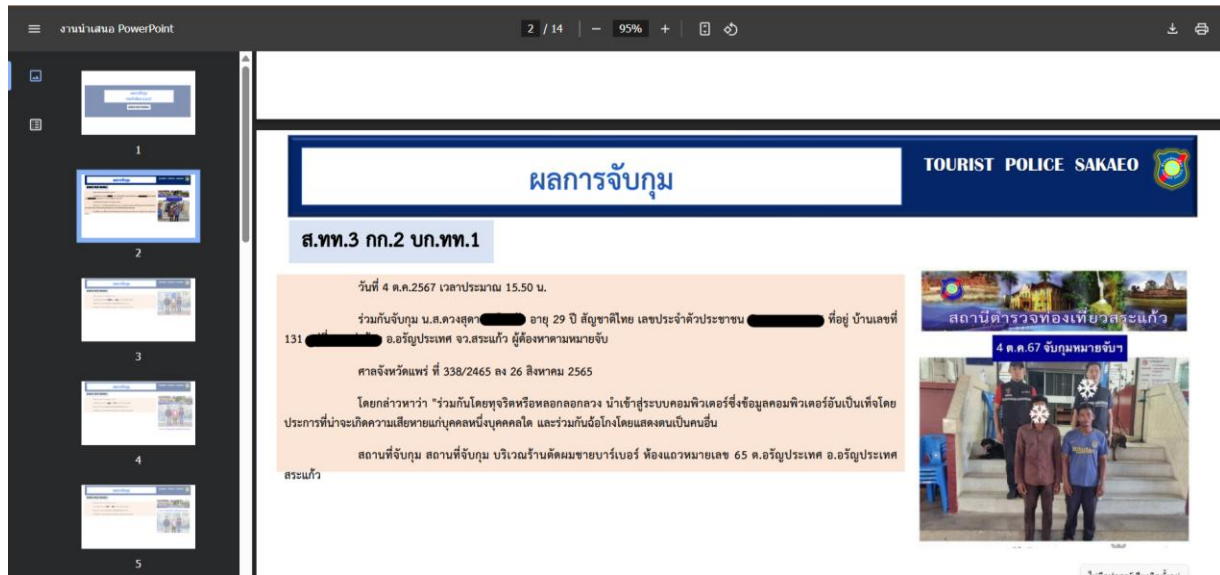 งานนำเสนอ PowerPoint
2 / 14
95%
1
2
3
4
5
ผลการจับกุม
TOURIST POLICE SAKAEO
ส.ทท.3 กก.2 บก.ทท.1
วันที่ 4 ต.ค.2567 เวลาประมาณ 15.50 น.
ร่วมกันจับกุม น.ส.ดวงสุดา อายุ 29 ปี สัญชาติไทย เลขประจำตัวประชาชน ที่อยู่ บ้านเลขที่
131 อ.อรัญประเทศ จว.สระแก้ว ผู้ต้องหาตามหมายจับ
ศาลจังหวัดแพร่ ที่ 338/2465 ลง 26 สิงหาคม 2565
โดยกล่าวหาว่า "ร่วมกันโดยทุจริตหรือหลอกลอกลวง นำเข้าสู่ระบบคอมพิวเตอร์ซึ่งข้อมูลคอมพิวเตอร์อันเป็นเท็จโดย
ประการที่น่าจะเกิดความเสียหายแก่บุคคลหนึ่งบุคคคลใด และร่วมกันฉ้อโกงโดยแสดงตนเป็นคนอื่น
สถานที่จับกุม สถานที่จับกุม บริเวณร้านตัดผมชายบาร์เบอร์ ห้องแถวหมายเลข 65 ต.อรัญประเทศ อ.อรัญประเทศ
สระแก้ว
สถานีตำรวจท่องเที่ยวสระแก้ว
4 ต.ค.67 จับกุมหมายจับฯ